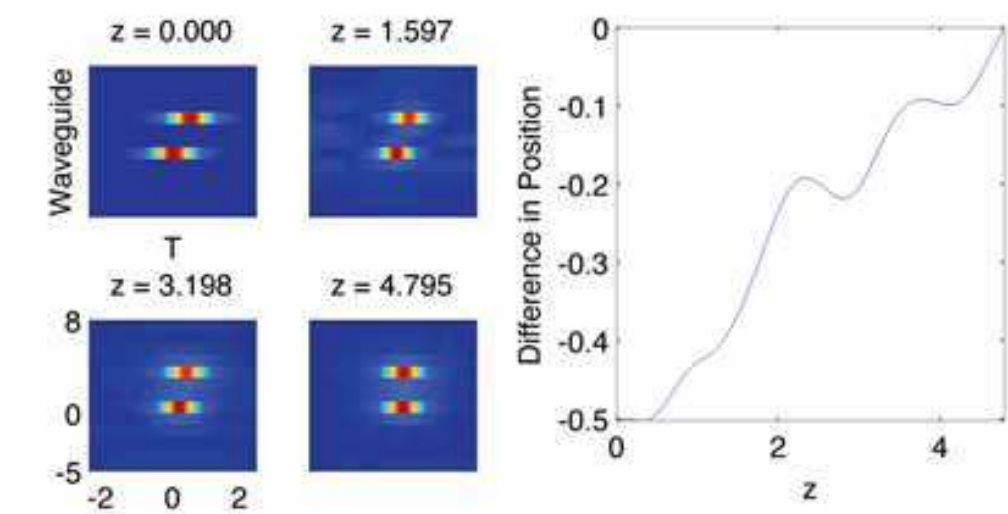 z = 0.000
z = 1.597
Waveguide
T
z = 3.198
z = 4.795
8
0
-5
-2 0 2
Difference in Position
0
-0.1
-0.2
-0.3
-0.4
-0.5
0 2 4
z